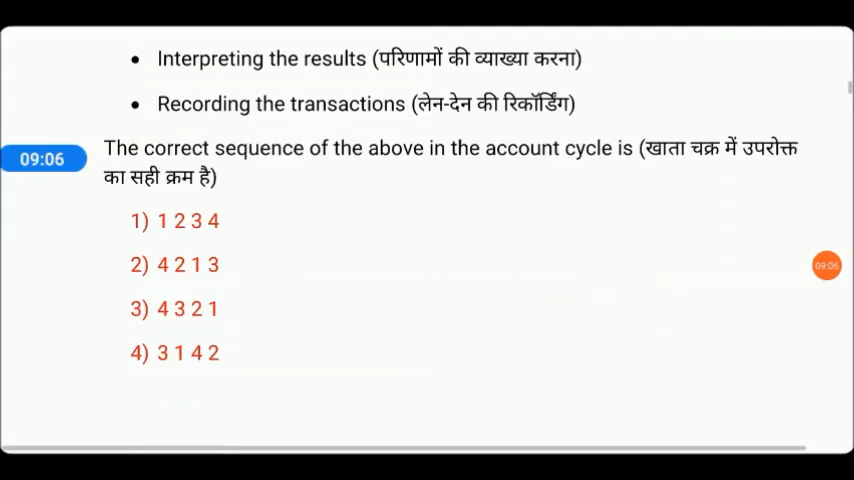 • Interpreting the results (परिणामों की व्याख्या करना)
• Recording the transactions (लेन-देन की रिकॉर्डिंग)
09:06
The correct sequence of the above in the account cycle is (खाता चक्र में उपरोक्त
का सही क्रम है)
1) 1 2 3 4
2) 4 2 1 3
09:06
3) 4 3 2 1
4) 3 1 4 2